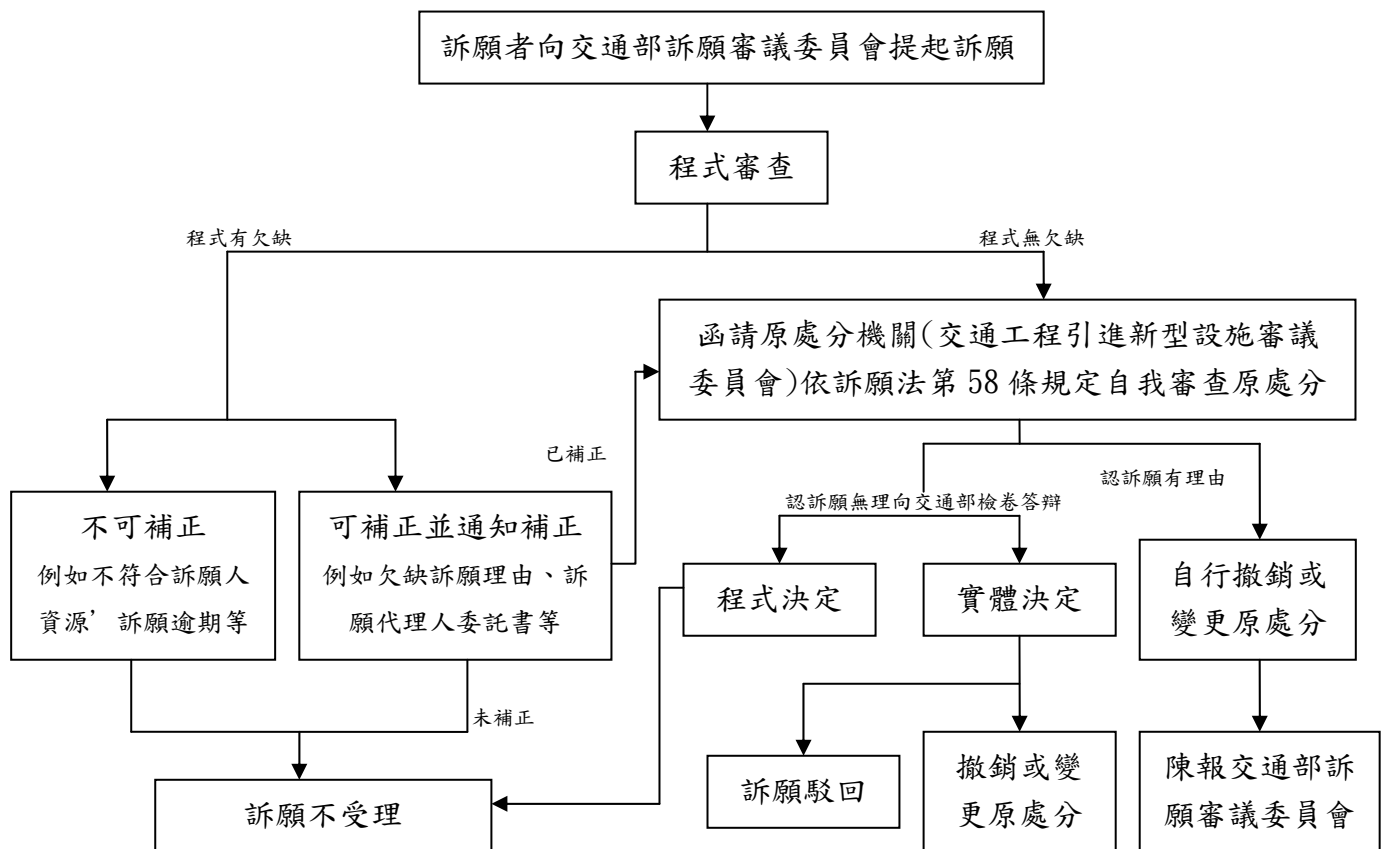 訴願者向交通部訴願審議委員會提起訴願
程式審查
程式有欠缺
程式無欠缺
函請原處分機關(交通工程引進新型設施審議
委員會)依訴願法第 58 條規定自我審查原處分
已補正
認訴願無理向交通部檢卷答辯
認訴願有理由
不可補正
例如不符合訴願人
資源’訴願逾期等
可補正並通知補正
例如欠缺訴願理由、訴
願代理人委託書等
程式決定
實體決定
自行撤銷或
變更原處分
未補正
訴願不受理
訴願駁回
撤銷或變
更原處分
陳報交通部訴
願審議委員會